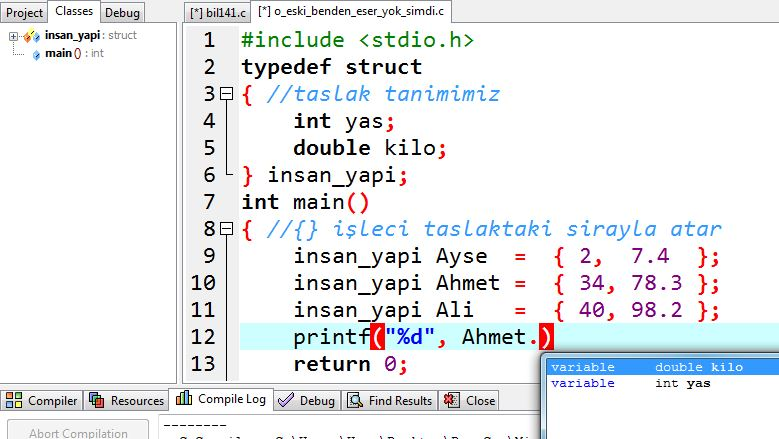 Project Classes Debug
[*] bil141.c [*] o_eski_benden_eser_yok_simdi.c
insan_yapi : struct
main () : int
1 #include <stdio.h>
2 typedef struct
3 { //taslak tanimimiz
4 int yas;
5 double kilo;
6 } insan_yapi;
7 int main()
8 { //{} işleci taslaktaki sirayla atar
9 insan_yapi Ayse = { 2, 7.4 };
10 insan_yapi Ahmet = { 34, 78.3 };
11 insan_yapi Ali = { 40, 98.2 };
12 printf("%d", Ahmet.)
13 return 0;
variable double kilo
variable int yas
Compiler Resources Compile Log Debug Find Results Close
Abort Compilation
--------